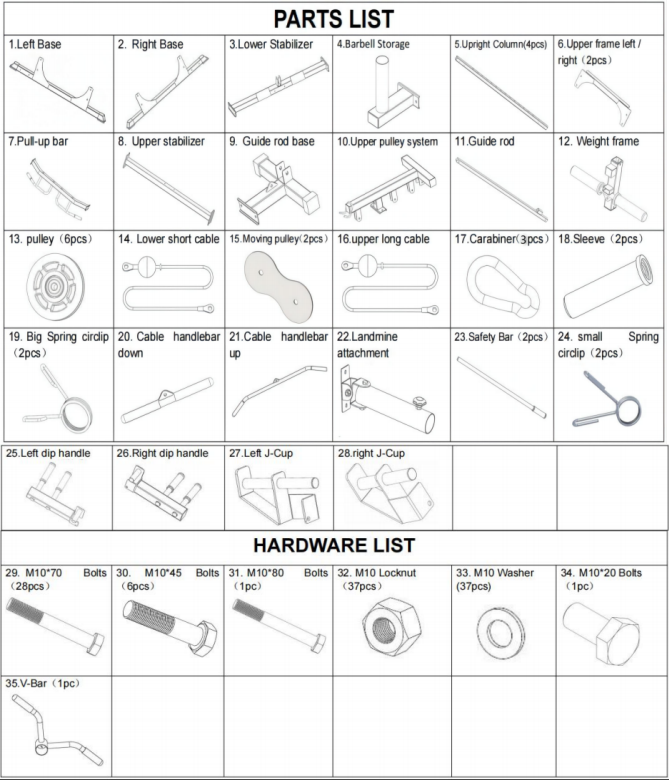 PARTS LIST
1.Left Base
2. Right Base
3.Lower Stabilizer
4.Barbell Storage
5.Upright Column(4pcs)
6.Upper frame left /
right（2pcs）
7.Pull-up bar
8. Upper stabilizer
9. Guide rod base
10.Upper pulley system
11.Guide rod
12. Weight frame
13. pulley（6pcs）
14. Lower short cable
15.Moving pulley(2pcs）
16.upper long cable
17.Carabiner(3pcs）
18.Sleeve（2pcs）
19. Big Spring circlip
（2pcs）
20. Cable handlebar
down
21.Cable handlebar
up
22.Landmine
attachment
23.Safety Bar（2pcs）
24. small Spring
circlip（2pcs）
25.Left dip handle
26.Right dip handle
27.Left J-Cup
28.right J-Cup
HARDWARE LIST
29. M10*70 Bolts
（28pcs）
30. M10*45 Bolts
（6pcs）
31. M10*80 Bolts
（1pc）
32. M10 Locknut
（37pcs）
33. M10 Washer
(37pcs）
34. M10*20 Bolts
（1pc）
35.V-Bar（1pc）